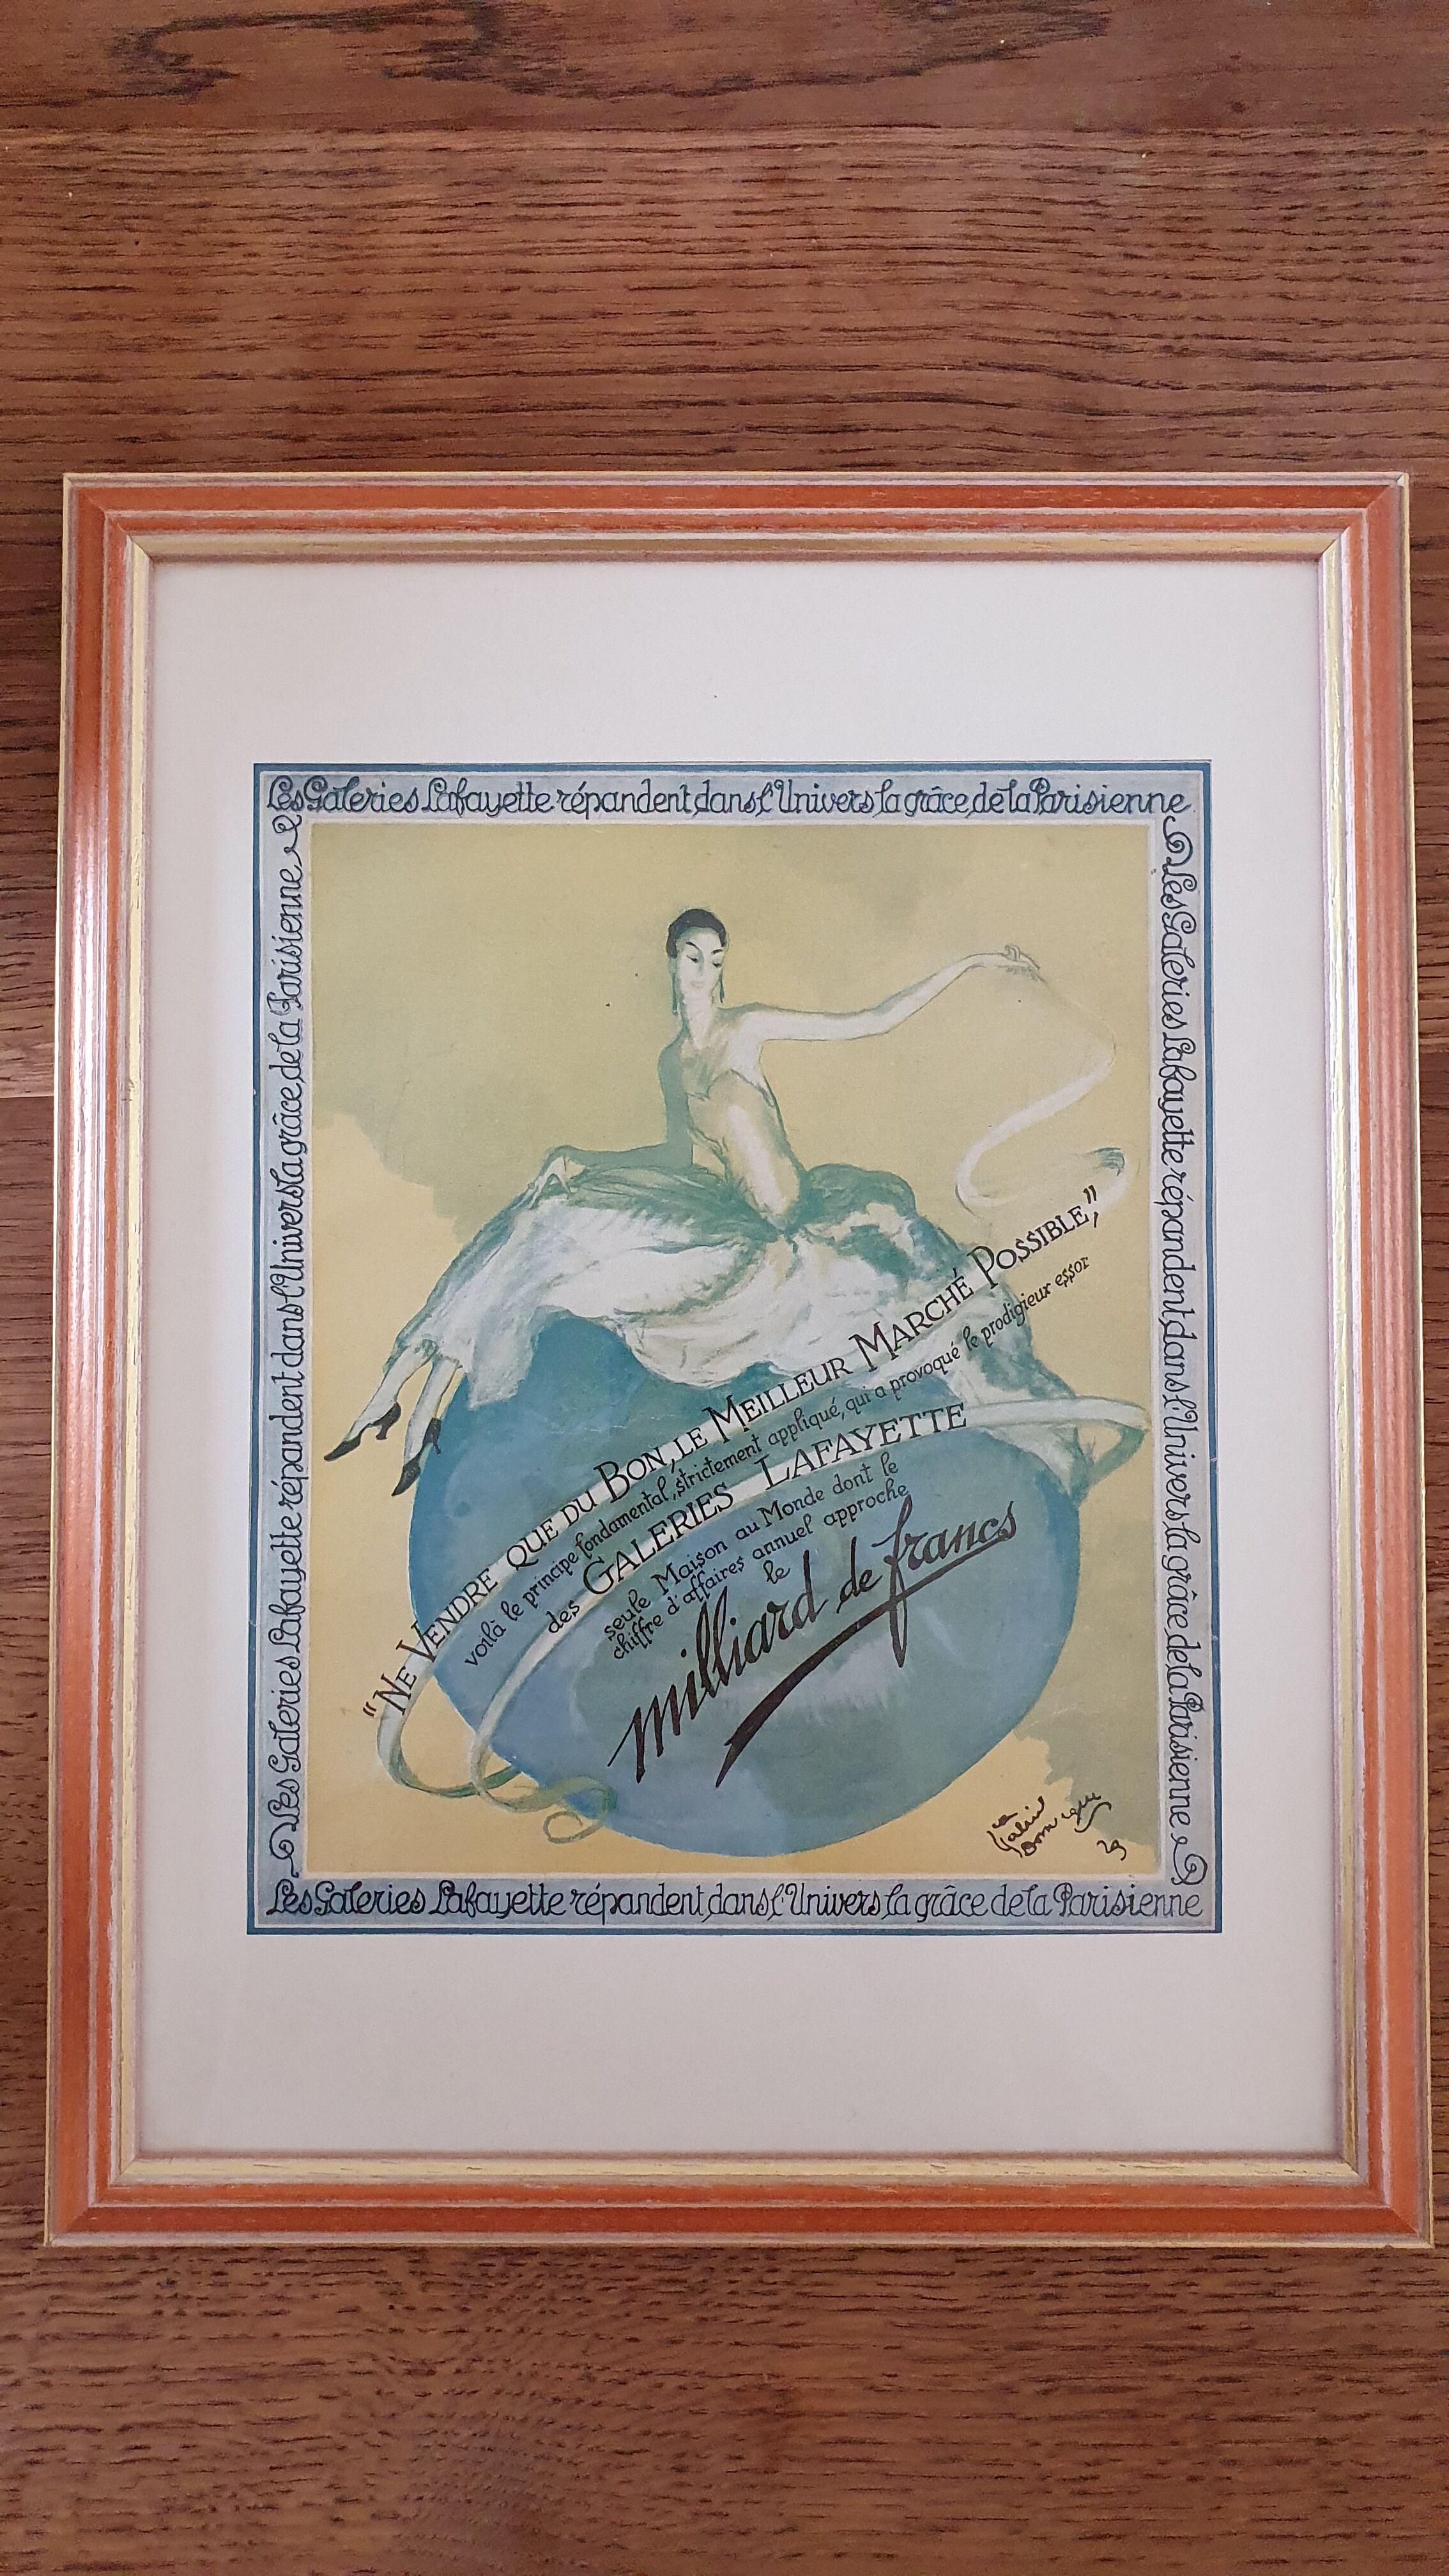 Les Galeries Lafayette répandent dans l'Univers la grâce de la Parisienne
Les Galeries Lafayette répandent dans l'Univers la grâce de la Parisienne
Les Galeries Lafayette répandent dans l'Univers la grâce de la Parisienne
"NE VENDRE QUE DU BON, LE MEILLEUR MARCHÉ POSSIBLE",
voilà le principe fondamental, strictement appliqué, qui a provoqué le prodigieux essor
des GALERIES LAFAYETTE
seule Maison au Monde dont le
chiffre d'affaires annuel approche
le
milliard de francs
29
Les Galeries Lafayette répandent dans l'Univers la grâce de la Parisienne